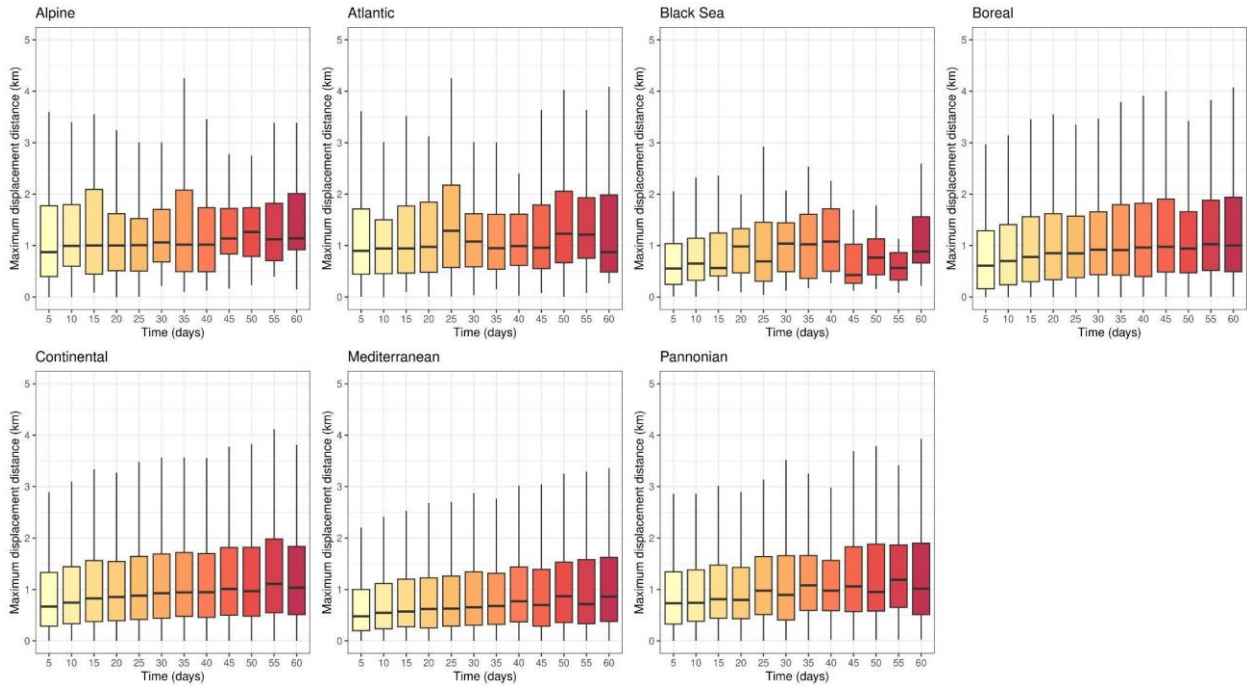 Alpine
Maximum displacement distance (km)
5
4
3
2
1
0
5 10 15 20 25 30 35 40 45 50 55 60
Time (days)
Atlantic
Maximum displacement distance (km)
5
4
3
2
1
0
5 10 15 20 25 30 35 40 45 50 55 60
Time (days)
Black Sea
Maximum displacement distance (km)
5
4
3
2
1
0
5 10 15 20 25 30 35 40 45 50 55 60
Time (days)
Boreal
Maximum displacement distance (km)
5
4
3
2
1
0
5 10 15 20 25 30 35 40 45 50 55 60
Time (days)
Continental
Maximum displacement distance (km)
5
4
3
2
1
0
5 10 15 20 25 30 35 40 45 50 55 60
Time (days)
Mediterranean
Maximum displacement distance (km)
5
4
3
2
1
0
5 10 15 20 25 30 35 40 45 50 55 60
Time (days)
Pannonian
Maximum displacement distance (km)
5
4
3
2
1
0
5 10 15 20 25 30 35 40 45 50 55 60
Time (days)